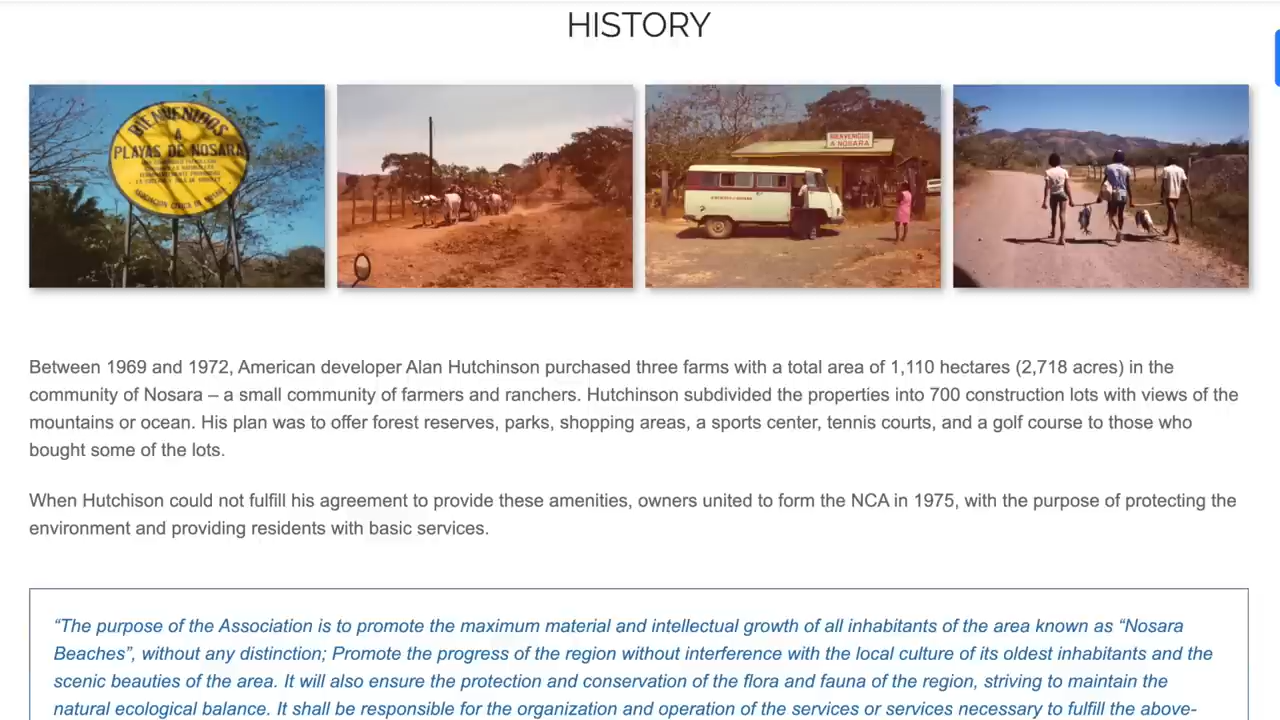 HISTORY
BIENVENIDOS
A
PLAYAS DE NOSARA
BIENVENIDOS
A NOSARA
Between 1969 and 1972, American developer Alan Hutchinson purchased three farms with a total area of 1,110 hectares (2,718 acres) in the
community of Nosara – a small community of farmers and ranchers. Hutchinson subdivided the properties into 700 construction lots with views of the
mountains or ocean. His plan was to offer forest reserves, parks, shopping areas, a sports center, tennis courts, and a golf course to those who
bought some of the lots.
When Hutchison could not fulfill his agreement to provide these amenities, owners united to form the NCA in 1975, with the purpose of protecting the
environment and providing residents with basic services.
“The purpose of the Association is to promote the maximum material and intellectual growth of all inhabitants of the area known as “Nosara
Beaches”, without any distinction; Promote the progress of the region without interference with the local culture of its oldest inhabitants and the
scenic beauties of the area. It will also ensure the protection and conservation of the flora and fauna of the region, striving to maintain the
natural ecological balance. It shall be responsible for the organization and operation of the services or services necessary to fulfill the above-